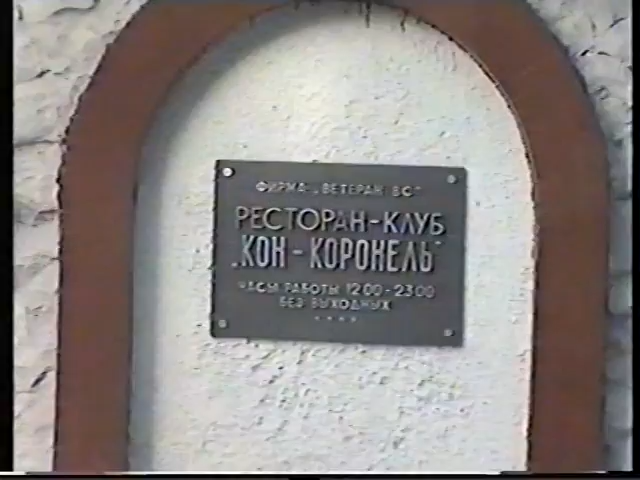 ФИРМА „ВЕТЕРАН ВС"
РЕСТОРАН-КЛУБ
„КОН-КОРОНЕЛЬ"
ЧАСЫ РАБОТЫ 12 00 - 23 00
БЕЗ ВЫХОДНЫХ